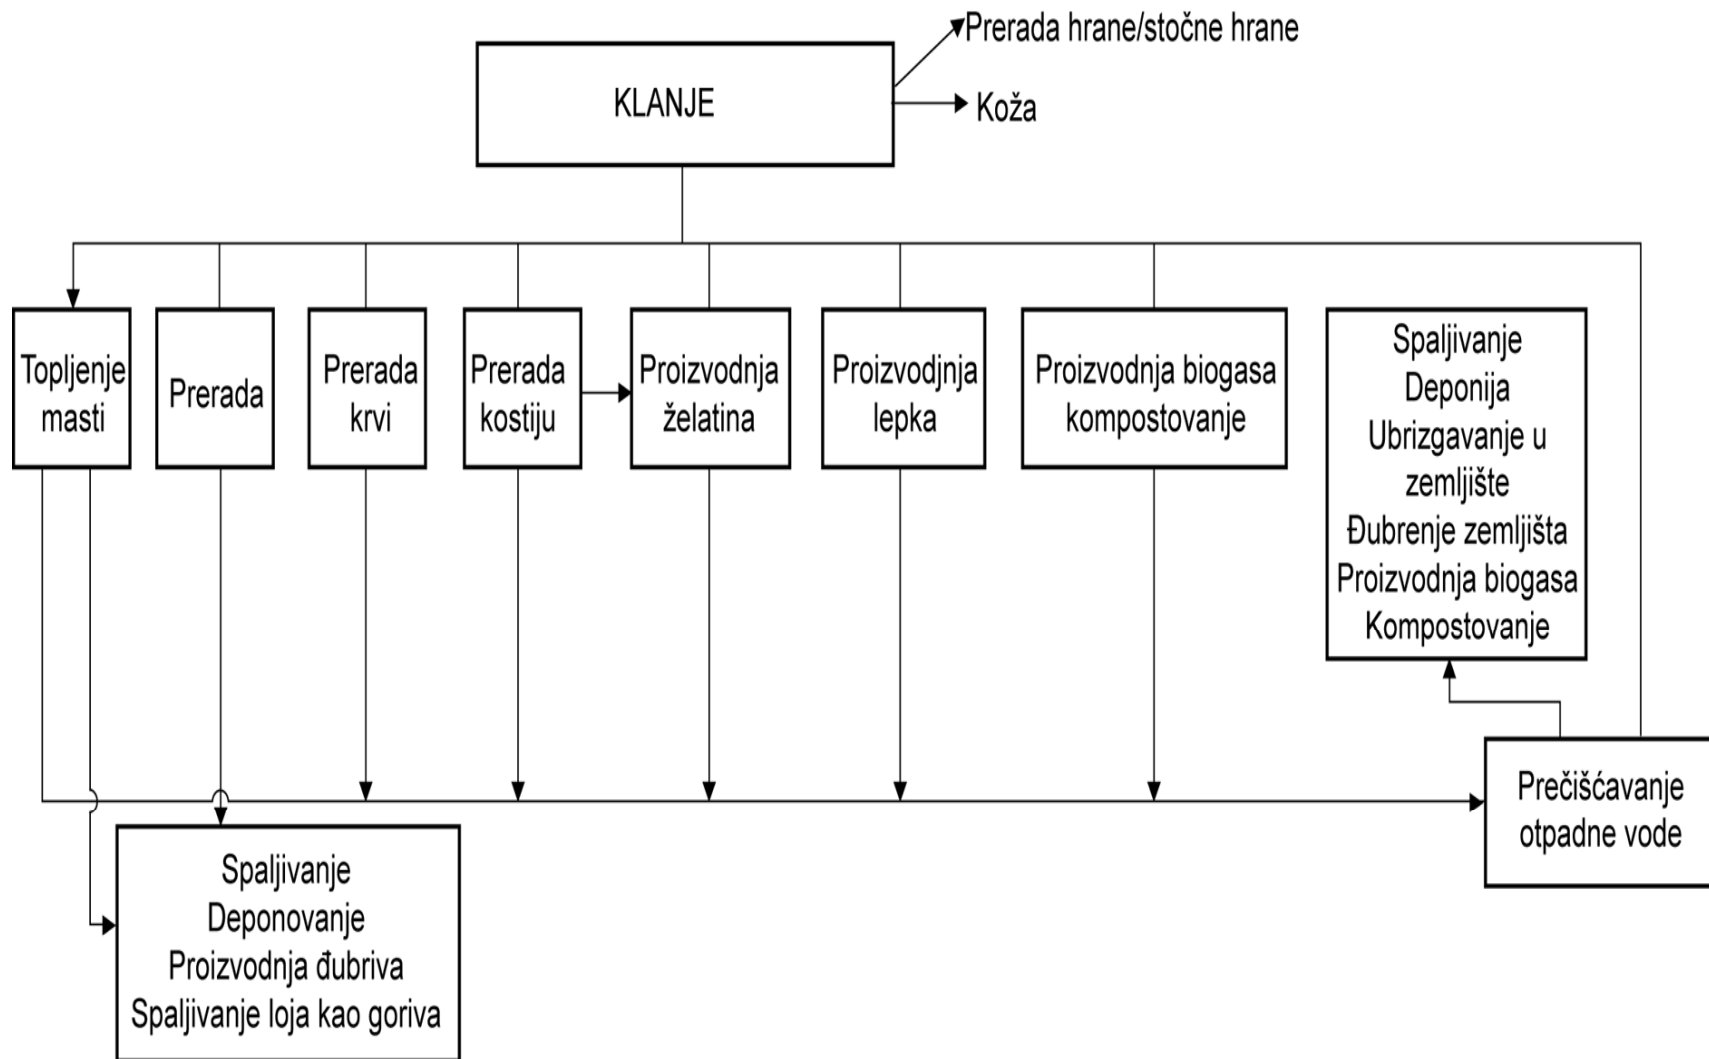 Prerada hrane/stočne hrane
KLANJE
Koža
Topljenje
masti
Prerada
Prerada
krvi
Prerada
kostiju
Proizvodnja
želatina
Proizvodjnja
lepka
Proizvodnja biogasa
kompostovanje
Spaljivanje
Deponija
Ubrizgavanje u
zemljište
Đubrenje zemljišta
Proizvodnja biogasa
Kompostovanje
Prečišćavanje
otpadne vode
Spaljivanje
Deponovanje
Proizvodnja đubriva
Spaljivanje loja kao goriva